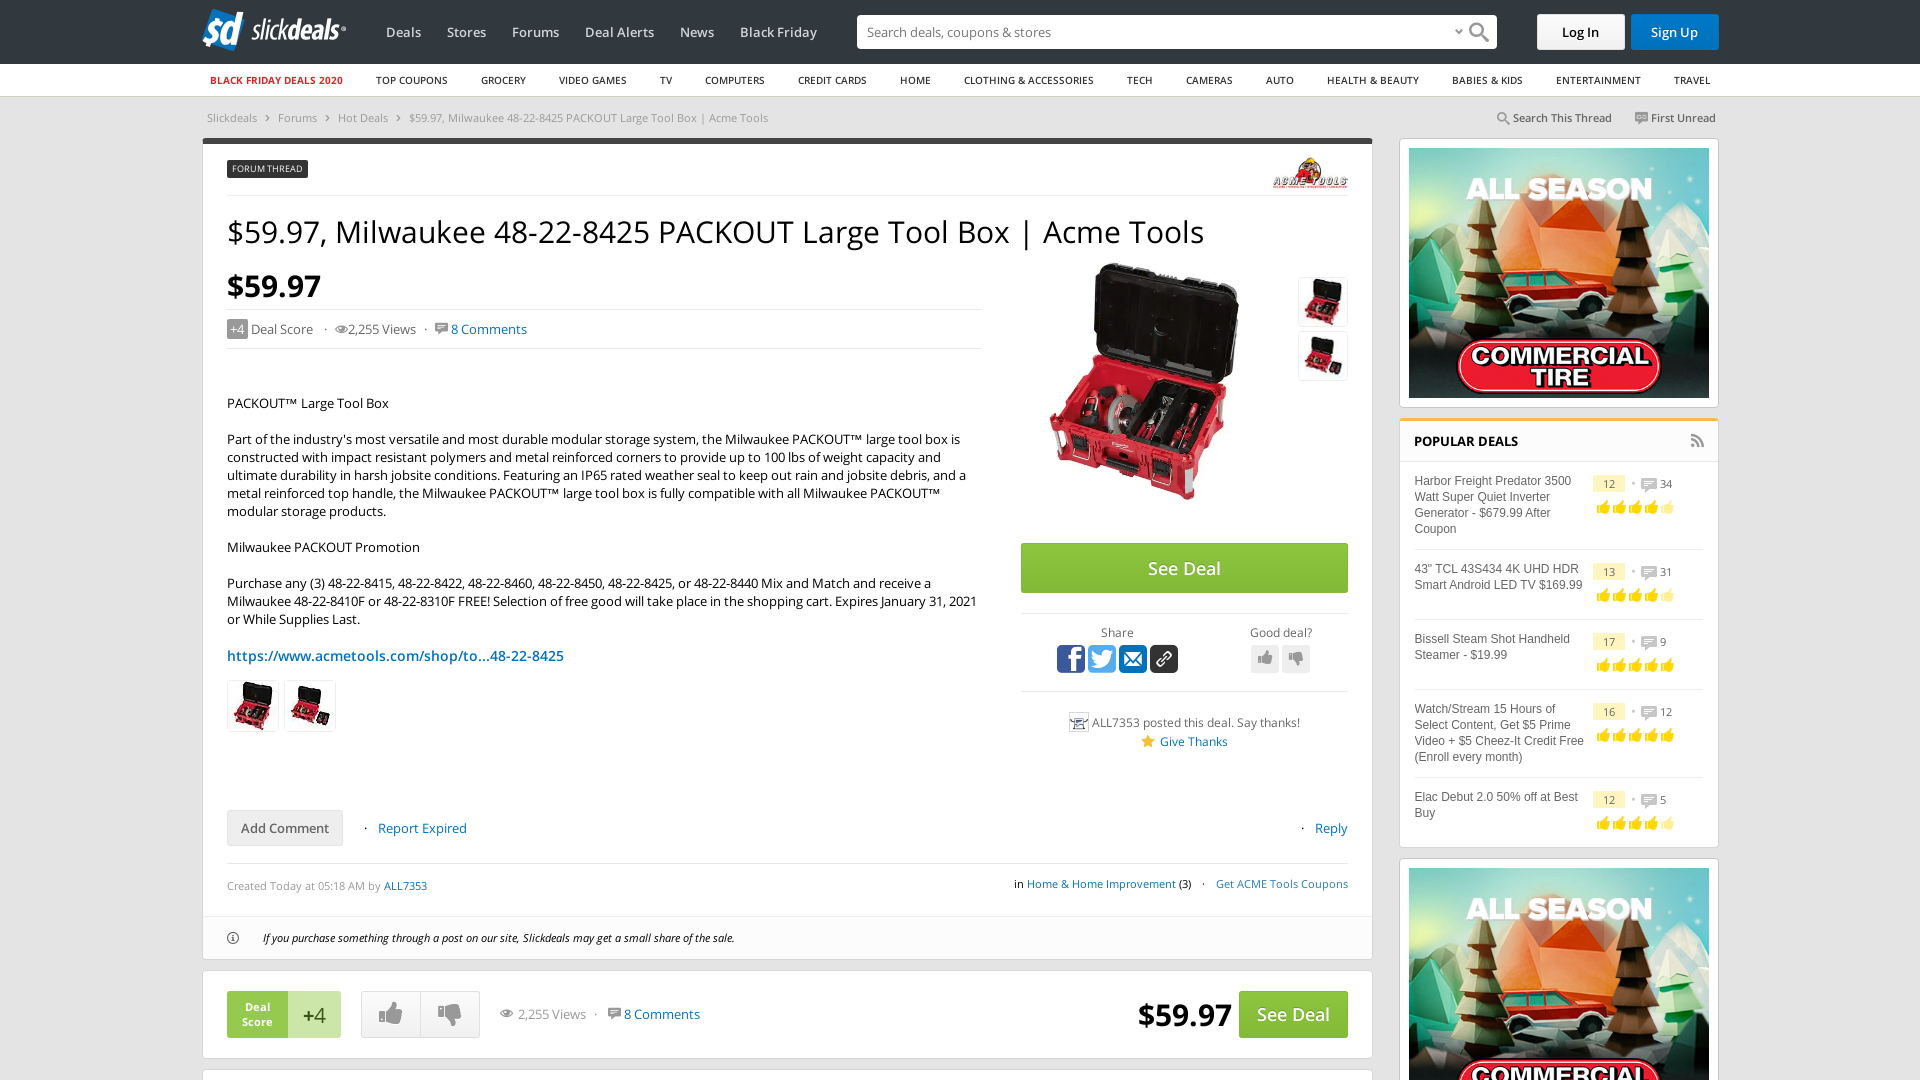 slickdeals
Deals
Stores
Forums
Deal Alerts
News
Black Friday
Search deals, coupons & stores
Log In
Sign Up
BLACK FRIDAY DEALS 2020
TOP COUPONS
GROCERY
VIDEO GAMES
TV
COMPUTERS
CREDIT CARDS
HOME
CLOTHING & ACCESSORIES
TECH
CAMERAS
AUTO
HEALTH & BEAUTY
BABIES & KIDS
ENTERTAINMENT
TRAVEL
Slickdeals › Forums › Hot Deals › $59.97, Milwaukee 48-22-8425 PACKOUT Large Tool Box | Acme Tools
Search This Thread
First Unread
FORUM THREAD
ACME TOOLS
$59.97, Milwaukee 48-22-8425 PACKOUT Large Tool Box | Acme Tools
$59.97
+4 Deal Score · 2,255 Views · 8 Comments
PACKOUT™ Large Tool Box
Part of the industry's most versatile and most durable modular storage system, the Milwaukee PACKOUT™ large tool box is
constructed with impact resistant polymers and metal reinforced corners to provide up to 100 lbs of weight capacity and
ultimate durability in harsh jobsite conditions. Featuring an IP65 rated weather seal to keep out rain and jobsite debris, and a
metal reinforced top handle, the Milwaukee PACKOUT™ large tool box is fully compatible with all Milwaukee PACKOUT™
modular storage products.
Milwaukee PACKOUT Promotion
Purchase any (3) 48-22-8415, 48-22-8422, 48-22-8460, 48-22-8450, 48-22-8425, or 48-22-8440 Mix and Match and receive a
Milwaukee 48-22-8410F or 48-22-8310F FREE! Selection of free good will take place in the shopping cart. Expires January 31, 2021
or While Supplies Last.
https://www.acmetools.com/shop/to...48-22-8425
See Deal
Share
Good deal?
ALL7353 posted this deal. Say thanks!
Give Thanks
Add Comment
· Report Expired
· Reply
Created Today at 05:18 AM by ALL7353
in Home & Home Improvement (3) · Get ACME Tools Coupons
If you purchase something through a post on our site, Slickdeals may get a small share of the sale.
Deal
Score
+4
2,255 Views · 8 Comments
$59.97
See Deal
ALL SEASON
COMMERCIAL
TIRE
POPULAR DEALS
Harbor Freight Predator 3500
Watt Super Quiet Inverter
Generator - $679.99 After
Coupon
12 • 34
43" TCL 43S434 4K UHD HDR
Smart Android LED TV $169.99
13 • 31
Bissell Steam Shot Handheld
Steamer - $19.99
17 • 9
Watch/Stream 15 Hours of
Select Content, Get $5 Prime
Video + $5 Cheez-It Credit Free
(Enroll every month)
16 • 12
Elac Debut 2.0 50% off at Best
Buy
12 • 5
ALL SEASON
COMMERCIAL